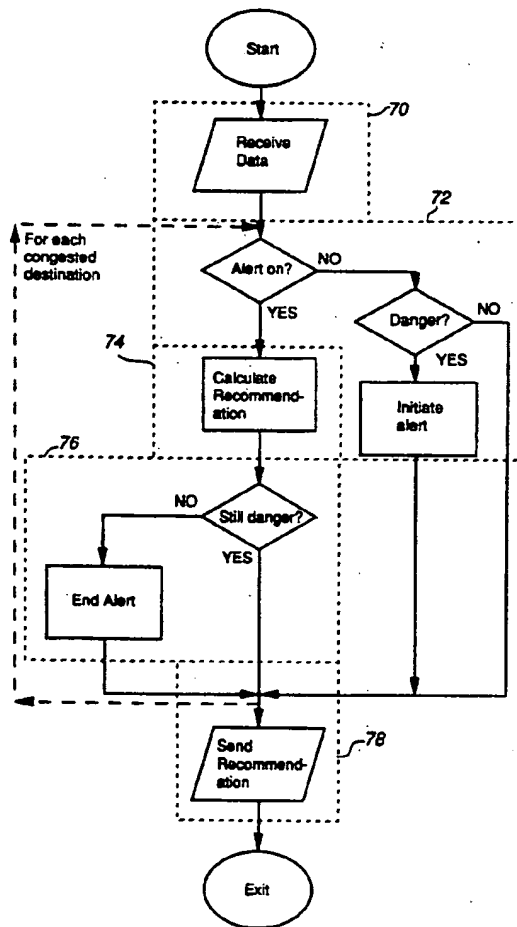 Start
70
Receive
Data
72
For each
congested
destination
Alert on?
NO
Danger?
NO
YES
YES
74
Calculate
Recommend-
ation
Initiate
alert
76
NO
Still danger?
YES
End Alert
Send
Recommend-
ation
78
Exit